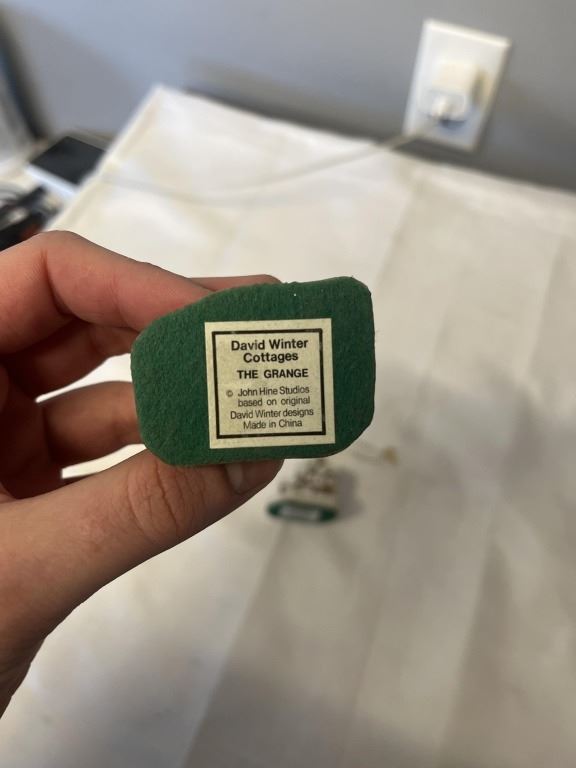 David Winter
Cottages
THE GRANGE
© John Hine Studios
based on original
David Winter designs
Made in China